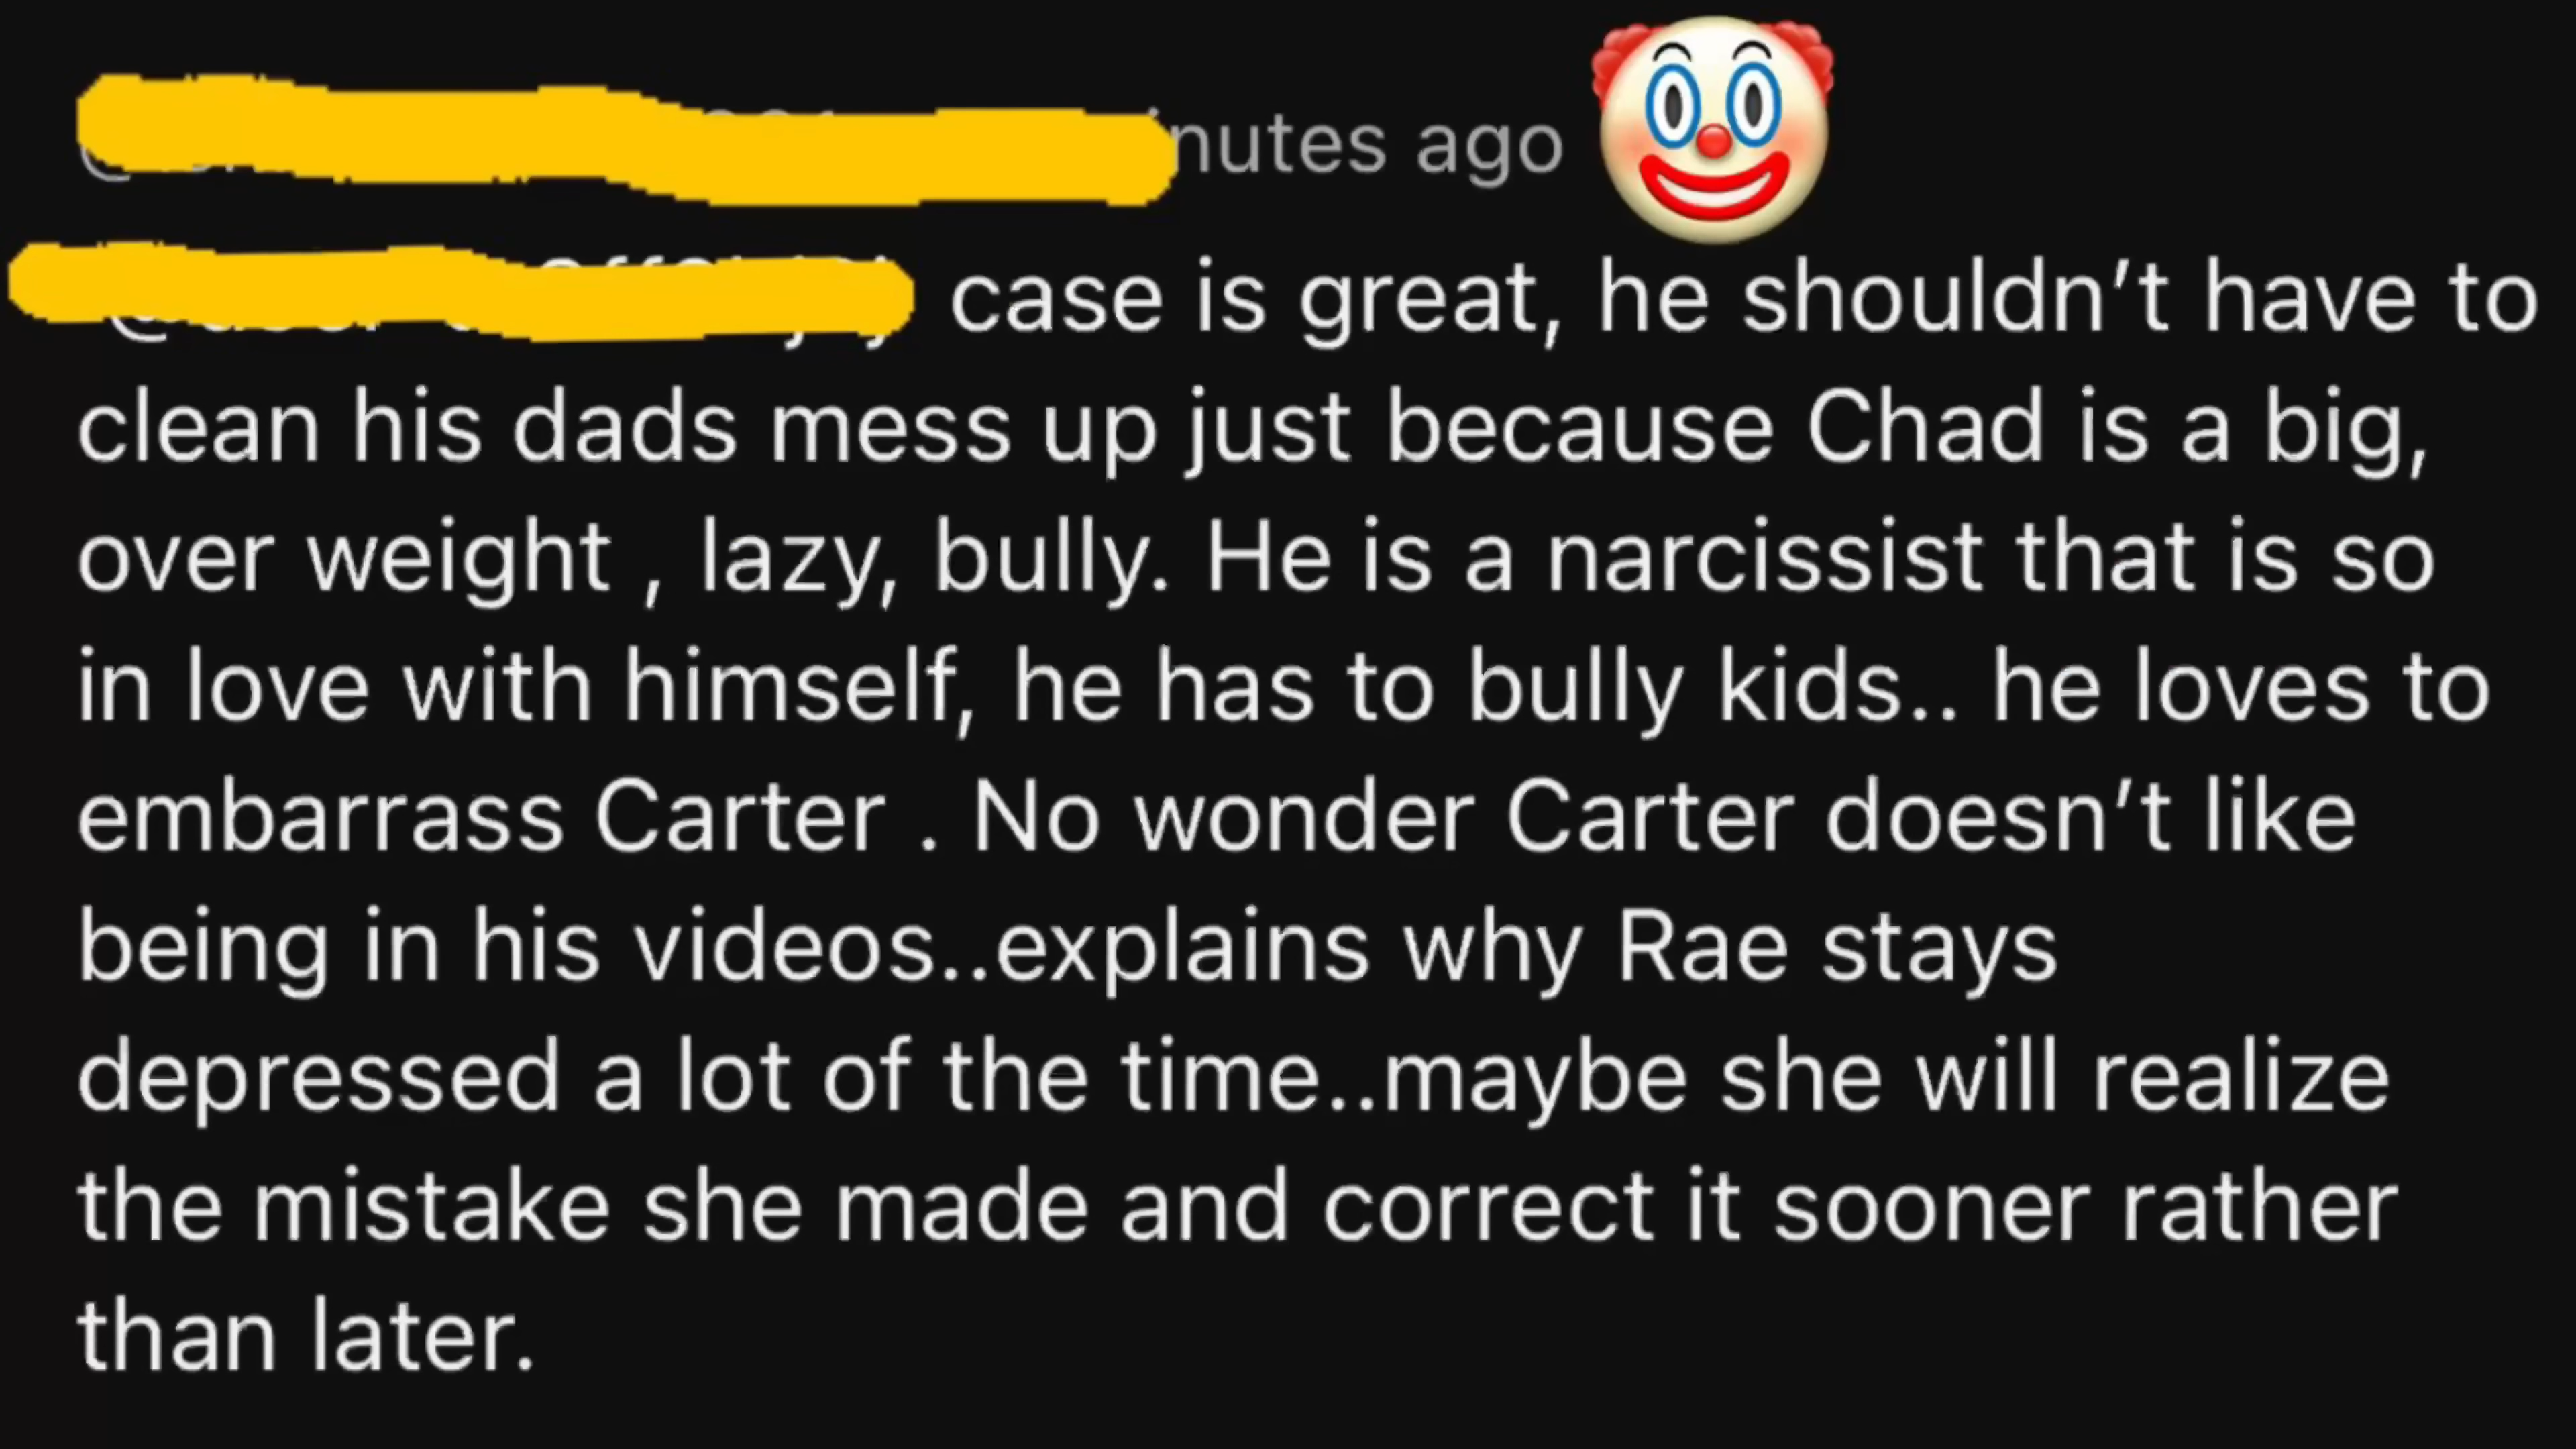 nutes ago
case is great, he shouldn't have to
clean his dads mess up just because Chad is a big,
over weight , lazy, bully. He is a narcissist that is so
in love with himself, he has to bully kids.. he loves to
embarrass Carter . No wonder Carter doesn't like
being in his videos..explains why Rae stays
depressed a lot of the time..maybe she will realize
the mistake she made and correct it sooner rather
than later.